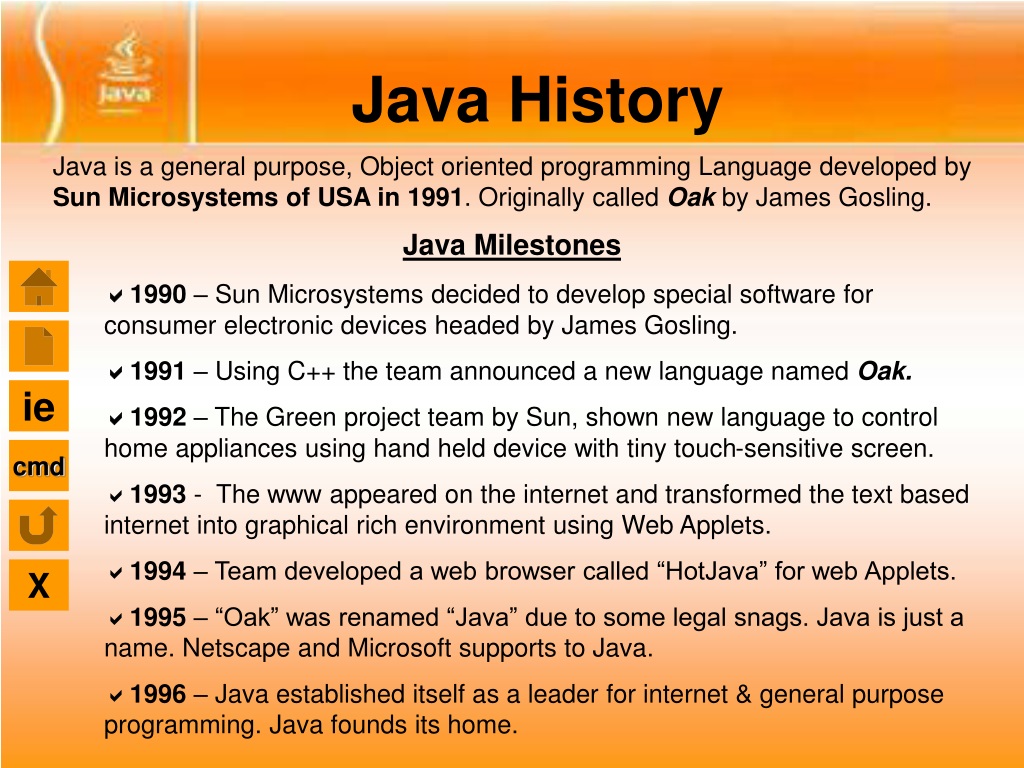 Java
Java History
Java is a general purpose, Object oriented programming Language developed by
Sun Microsystems of USA in 1991. Originally called Oak by James Gosling.
Java Milestones
1990 – Sun Microsystems decided to develop special software for
consumer electronic devices headed by James Gosling.
1991 – Using C++ the team announced a new language named Oak.
1992 – The Green project team by Sun, shown new language to control
home appliances using hand held device with tiny touch-sensitive screen.
1993 - The www appeared on the internet and transformed the text based
internet into graphical rich environment using Web Applets.
1994 – Team developed a web browser called “HotJava” for web Applets.
1995 – “Oak” was renamed “Java” due to some legal snags. Java is just a
name. Netscape and Microsoft supports to Java.
1996 – Java established itself as a leader for internet & general purpose
programming. Java founds its home.
ie
cmd
X